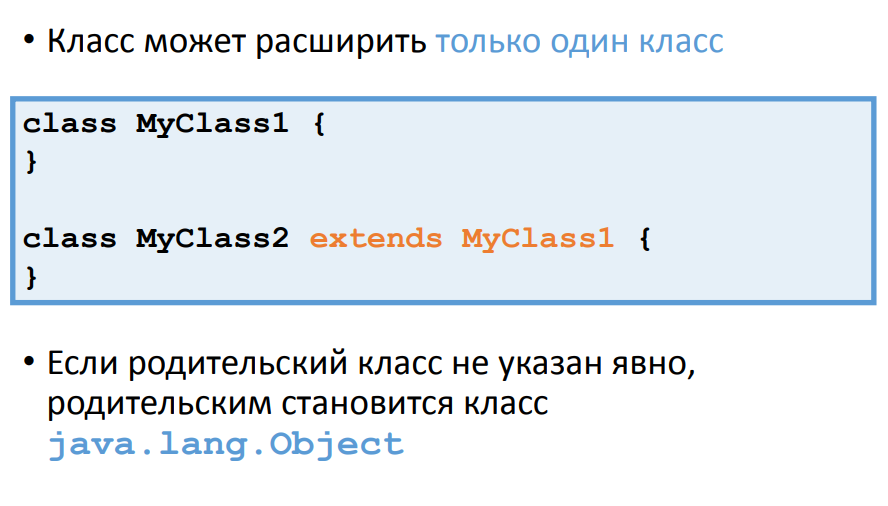 • Класс может расширить только один класс
class MyClass1 {
}
class MyClass2 extends MyClass1 {
}
• Если родительский класс не указан явно,
родительским становится класс
java.lang.Object